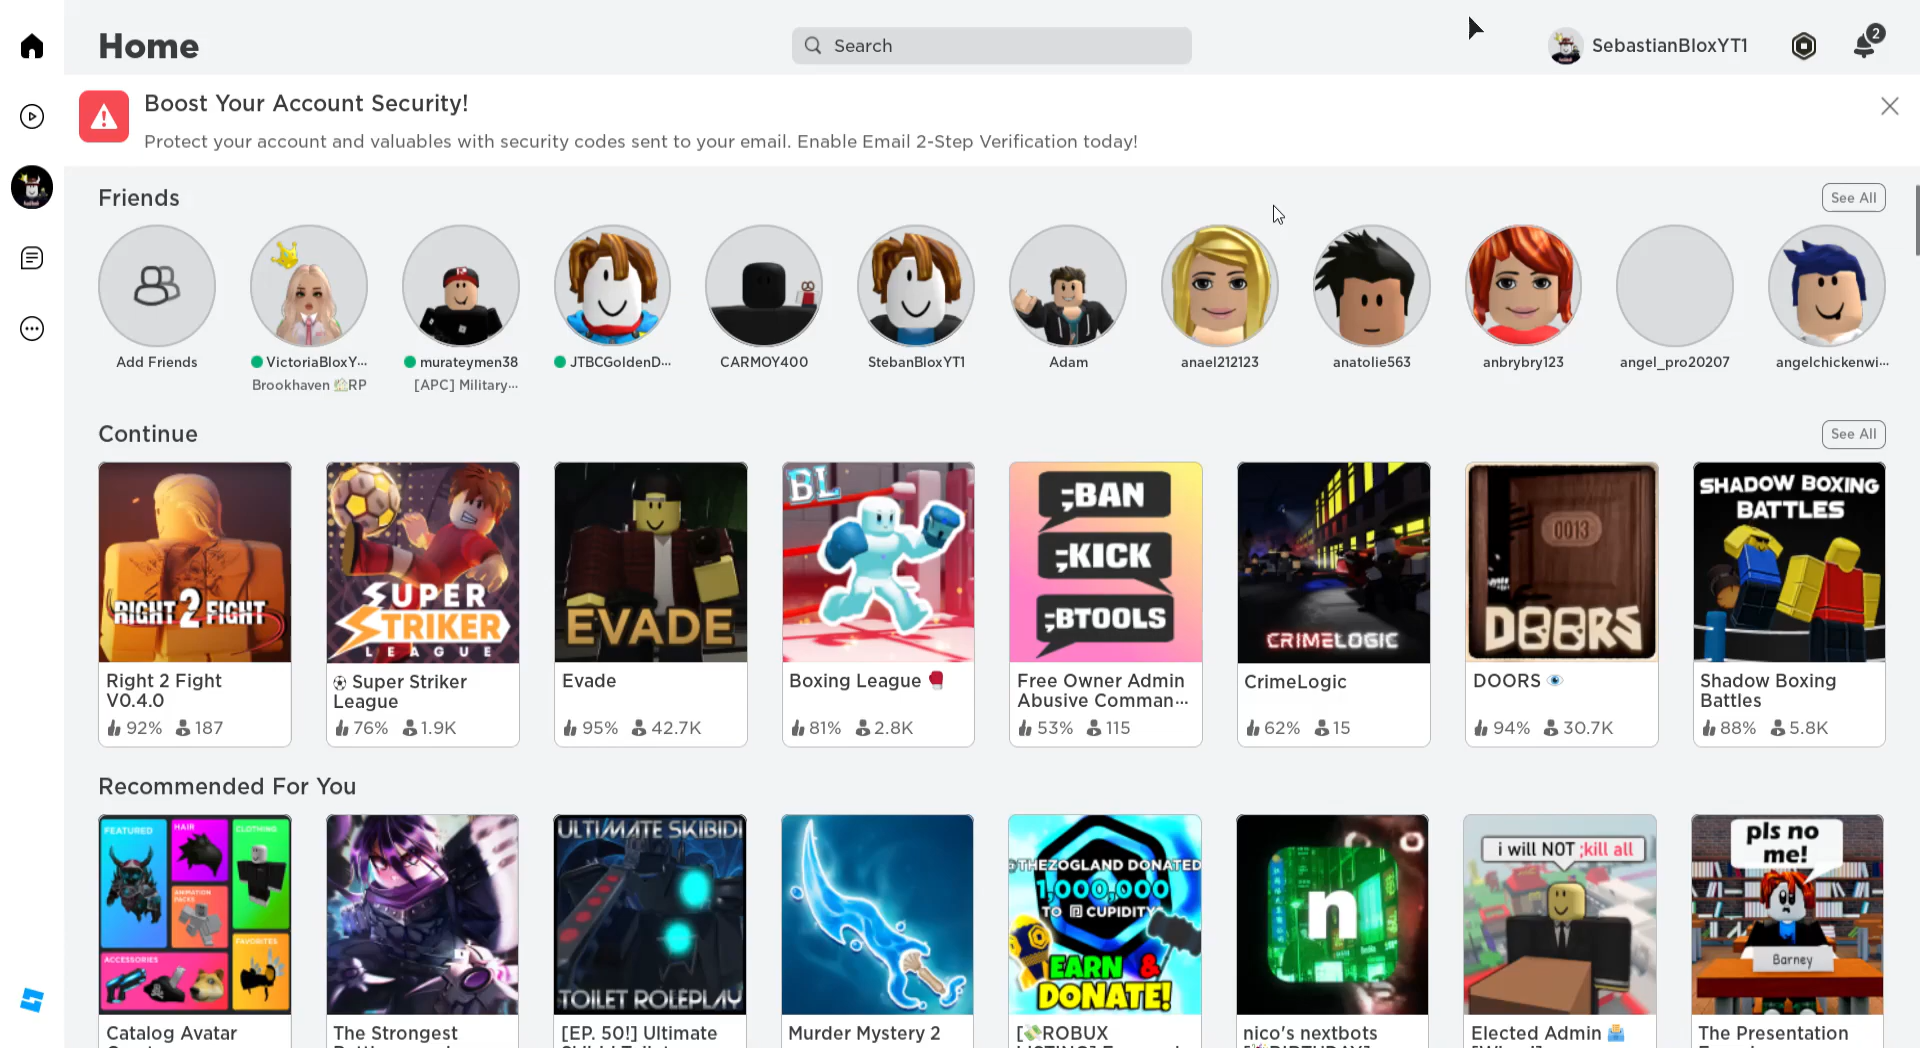 Home
Search
SebastianBloxYT1
2
Boost Your Account Security!
Protect your account and valuables with security codes sent to your email. Enable Email 2-Step Verification today!
Friends
See All
Add Friends
VictoriaBloxY...
murateymen38
JTBCGoldenD...
CARMOY400
StebanBloxYT1
Adam
anael212123
anatolie563
anbrybry123
angel_pro20207
angelchickenwi...
Brookhaven 🏡RP
[APC] Military...
Continue
See All
RIGHT 2 FIGHT
SUPER
STRIKER
LEAGUE
EVADE
BL
;BAN
;KICK
;BTOOLS
CRIMELOGIC
0013
DOORS
SHADOW BOXING
BATTLES
Right 2 Fight
V0.4.0
⚽ Super Striker
League
Evade
Boxing League 🥊
Free Owner Admin
Abusive Comman...
CrimeLogic
DOORS 👁️
Shadow Boxing
Battles
92% 187
76% 1.9K
95% 42.7K
81% 2.8K
53% 115
62% 15
94% 30.7K
88% 5.8K
Recommended For You
FEATURED
HAIR
CLOTHING
ANIMATION
PACKS
FAVORITES
ACCESSORIES
ULTIMATE SKIBIDI
TOILET ROLEPLAY
@THEZOGLAND DONATED
1,000,000
TO CUPIDITY
EARN &
DONATE!
n
i will NOT ;kill all
pls no
me!
Barney
Catalog Avatar
The Strongest
[EP. 50!] Ultimate
Murder Mystery 2
[💸ROBUX
nico's nextbots
Elected Admin 🗳️
The Presentation